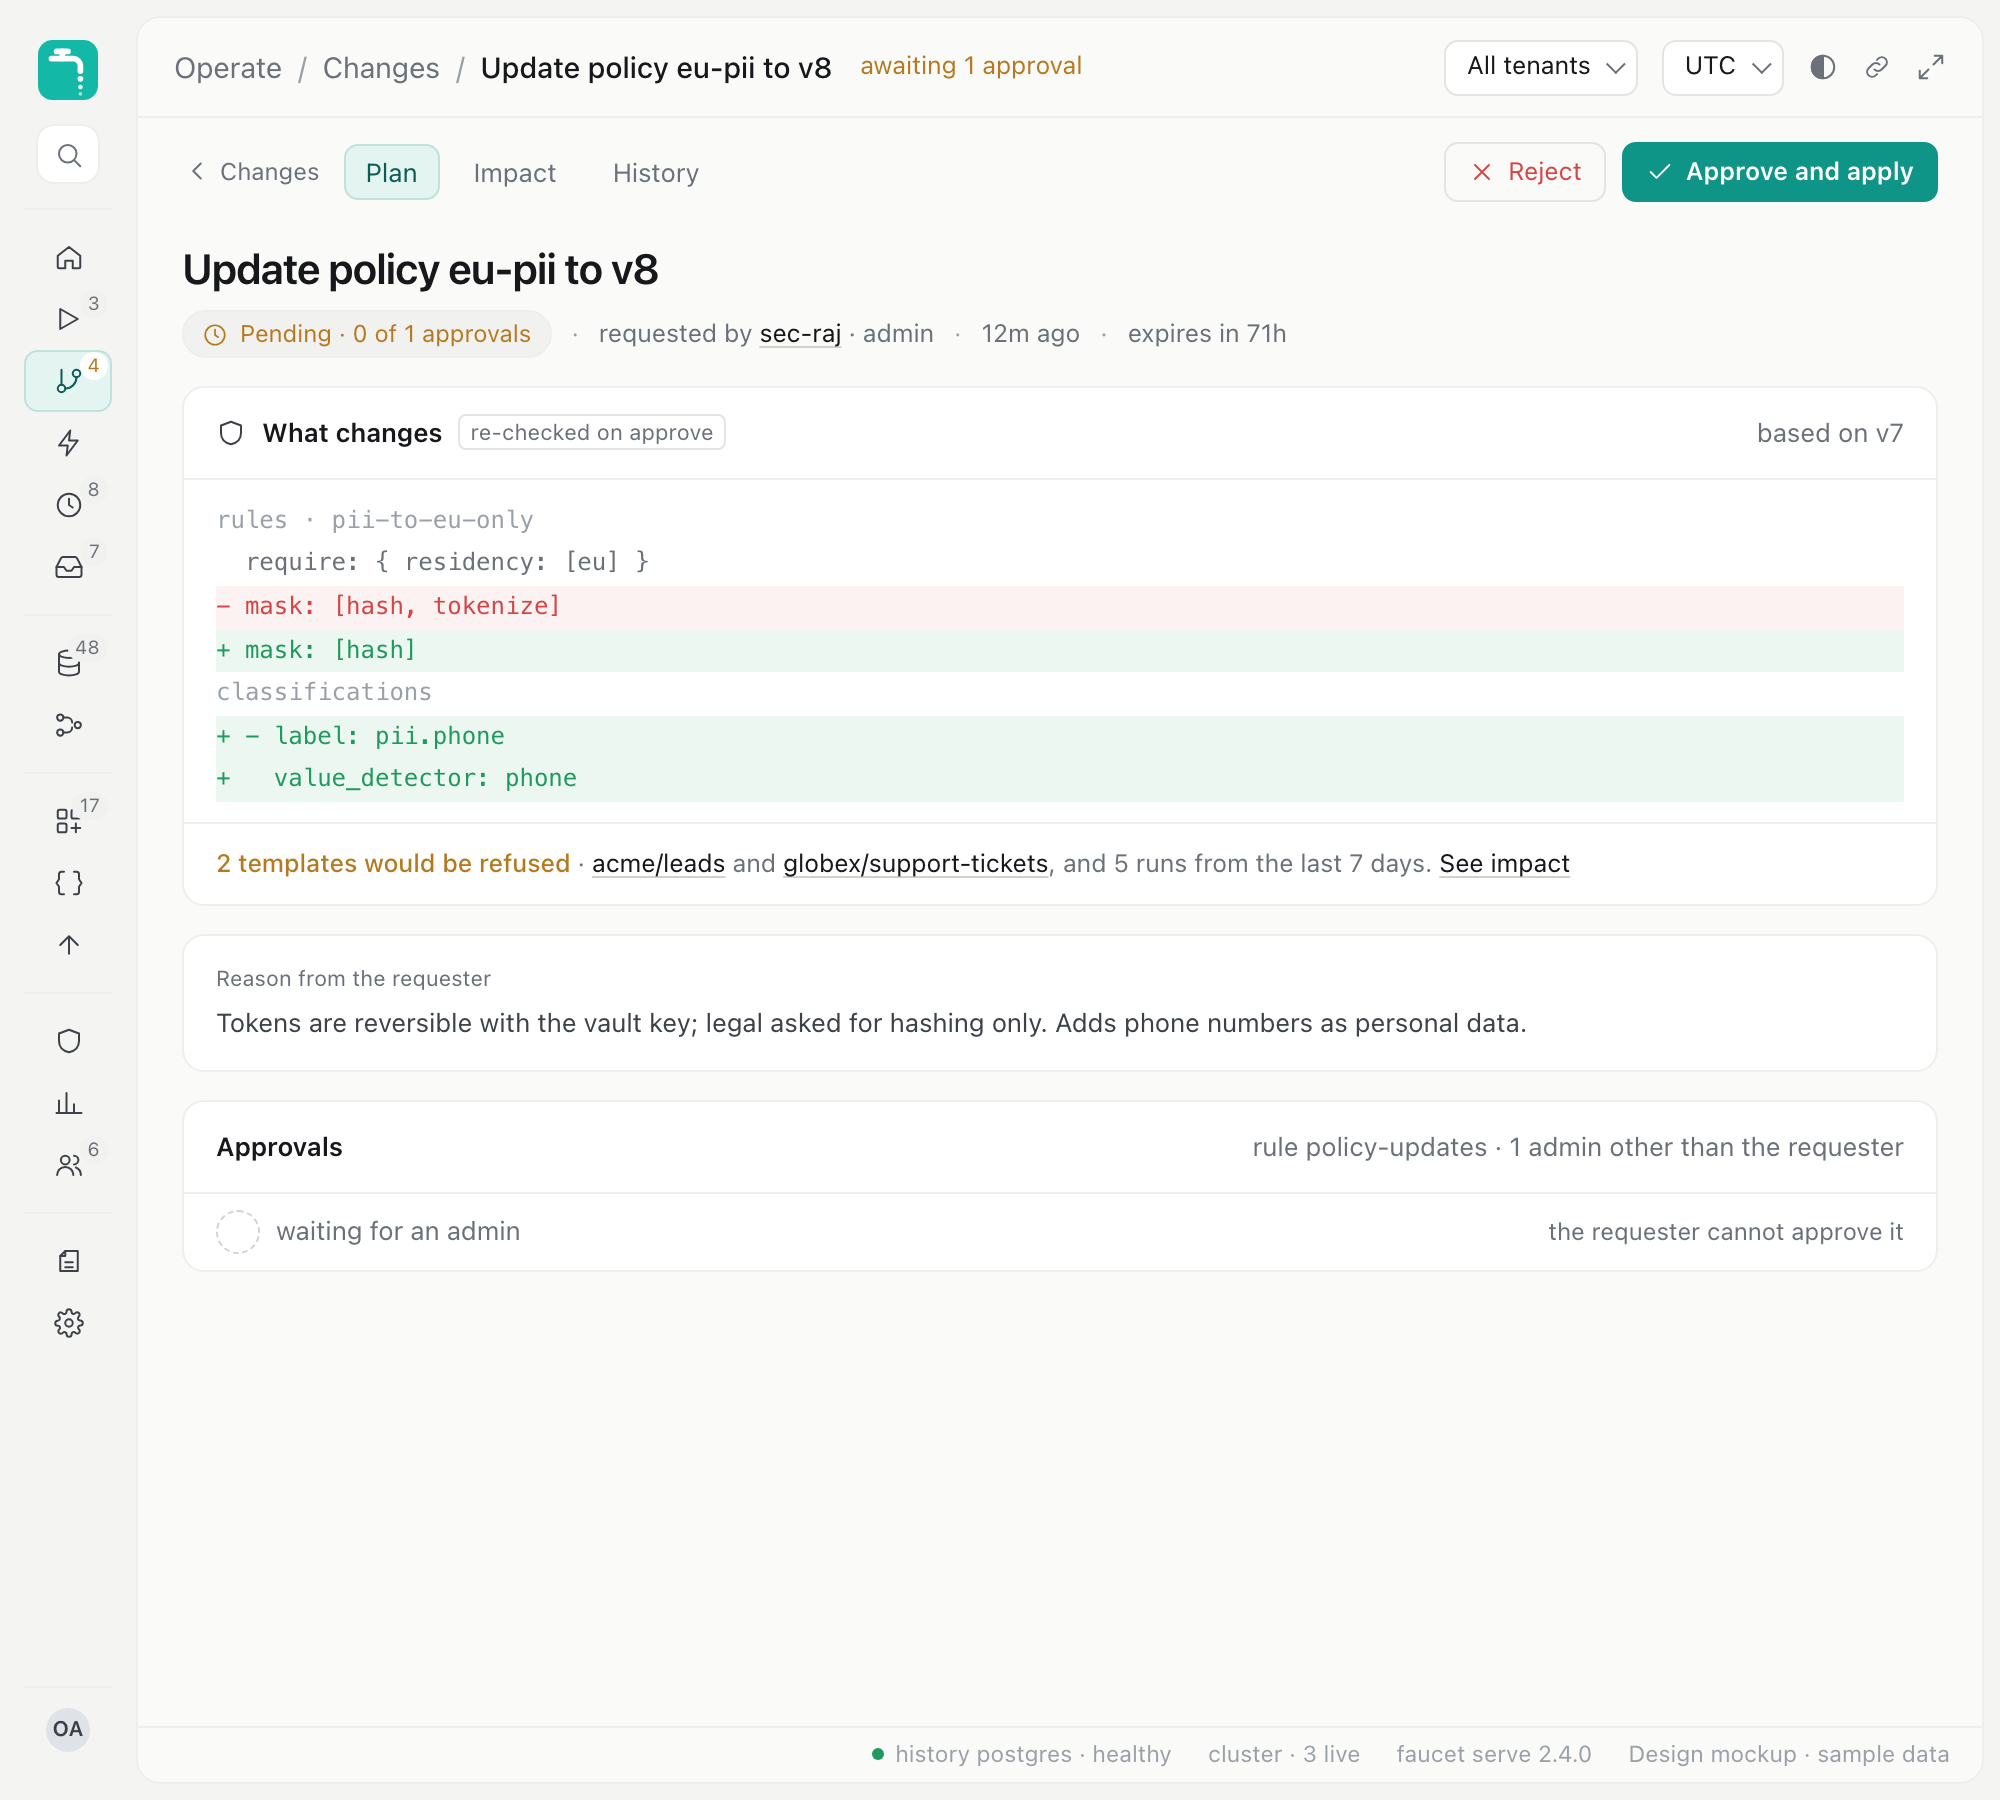 Operate / Changes / Update policy eu-pii to v8 awaiting 1 approval All tenants UTC
Changes Plan Impact History Reject Approve and apply
3
4
8
7
48
17
6
OA
Update policy eu-pii to v8
Pending · 0 of 1 approvals · requested by sec-raj · admin · 12m ago · expires in 71h
What changes re-checked on approve based on v7
rules · pii-to-eu-only
require: { residency: [eu] }
- mask: [hash, tokenize]
+ mask: [hash]
classifications
+ - label: pii.phone
+ value_detector: phone
2 templates would be refused · acme/leads and globex/support-tickets, and 5 runs from the last 7 days. See impact
Reason from the requester
Tokens are reversible with the vault key; legal asked for hashing only. Adds phone numbers as personal data.
Approvals rule policy-updates · 1 admin other than the requester
waiting for an admin the requester cannot approve it
history postgres · healthy cluster · 3 live faucet serve 2.4.0 Design mockup · sample data